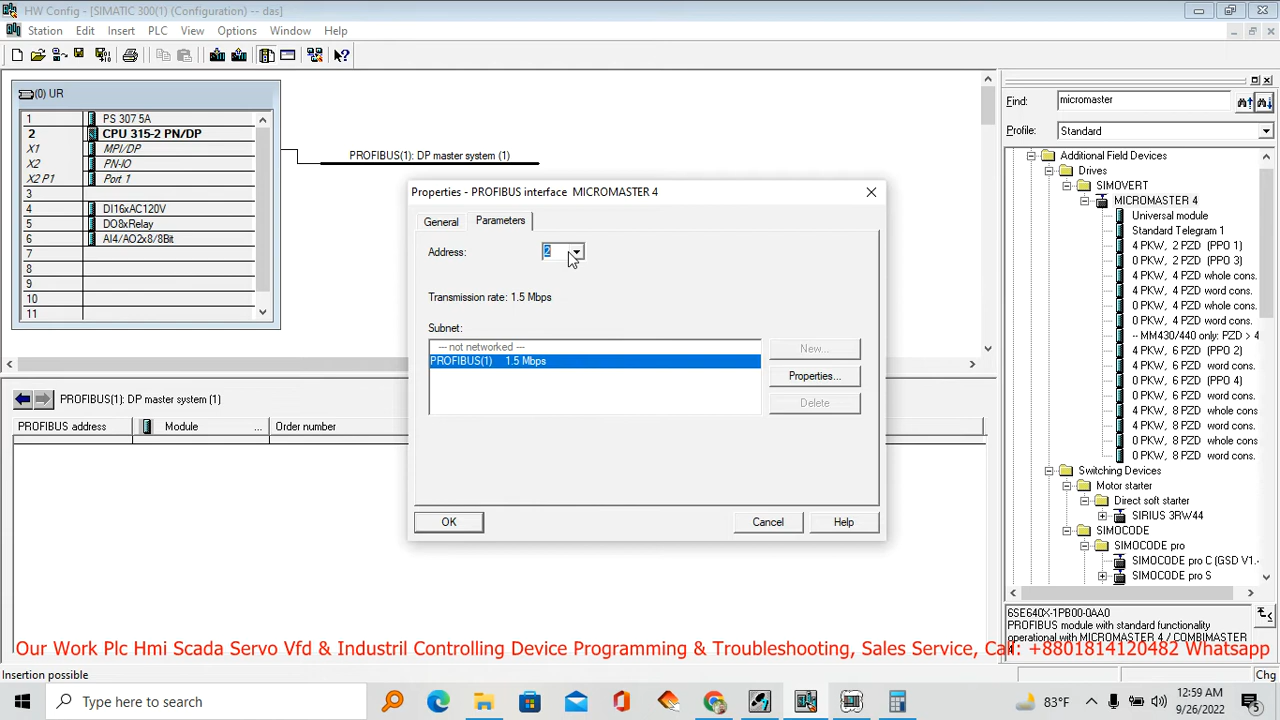 HW Config - [SIMATIC 300(1) (Configuration) -- das]
Station Edit Insert PLC View Options Window Help
(0) UR
1 PS 307 5A
2 CPU 315-2 PN/DP
X1 MPI/DP
X2 PN-IO
X2 P1 Port 1
3
4 DI16xAC120V
5 DO8xRelay
6 AI4/AO2x8/8Bit
7
8
9
10
11
PROFIBUS(1): DP master system (1)
Properties - PROFIBUS interface MICROMASTER 4
General Parameters
Address: 2
Transmission rate: 1.5 Mbps
Subnet:
--- not networked ---
PROFIBUS(1) 1.5 Mbps
New...
Properties...
Delete
OK Cancel Help
PROFIBUS(1): DP master system (1)
PROFIBUS address Module ... Order number
Find: micromaster
Profile: Standard
Additional Field Devices
Drives
SIMOVERT
MICROMASTER 4
Universal module
Standard Telegram 1
4 PKW, 2 PZD (PPO 1)
0 PKW, 2 PZD (PPO 3)
4 PKW, 2 PZD whole cons.
4 PKW, 2 PZD word cons.
0 PKW, 2 PZD whole cons.
0 PKW, 2 PZD word cons.
-- MM430/440 with PZD > 4
4 PKW, 6 PZD whole cons
4 PKW, 6 PZD word cons.
0 PKW, 6 PZD (PPO 4)
0 PKW, 6 PZD whole cons
4 PKW, 8 PZD whole cons
4 PKW, 8 PZD word cons.
0 PKW, 8 PZD whole cons
0 PKW, 8 PZD word cons.
Switching Devices
Motor starter
Direct soft starter
SIRIUS 3RW44
SIMOCODE
SIMOCODE pro
SIMOCODE pro C (GSD V1.
SIMOCODE pro S
6SE640X-1PB00-0AA0
PROFIBUS module with standard functionality
operational with MICROMASTER 4 / COMBIMASTER
Our Work Plc Hmi Scada Servo Vfd & Industril Controlling Device Programming & Troubleshooting, Sales Service, Call: +8801814120482 Whatsapp
Insertion possible
Chg
Type here to search
83°F
12:59 AM
9/26/2022
5